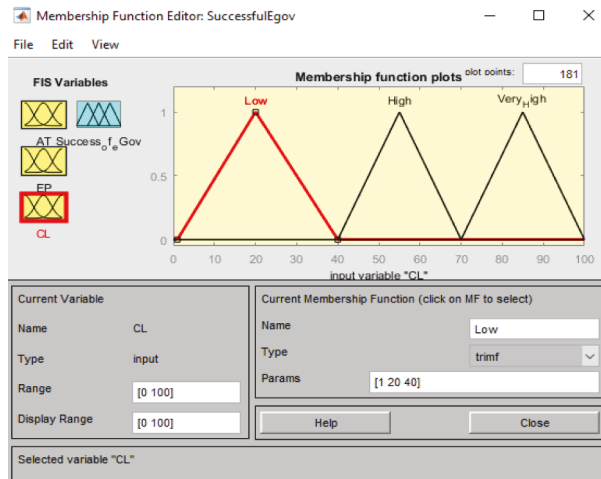 Membership Function Editor: SuccessfulEgov
File Edit View
FIS Variables
Membership function plots plot points: 181
AT Success_of_eGov
EP
CL
Low High Very_High
1
0.5
0
0 10 20 30 40 50 60 70 80 90 100
input variable "CL"
Current Variable
Name CL
Type input
Range [0 100]
Display Range [0 100]
Current Membership Function (click on MF to select)
Name Low
Type trimf
Params [1 20 40]
Help Close
Selected variable "CL"